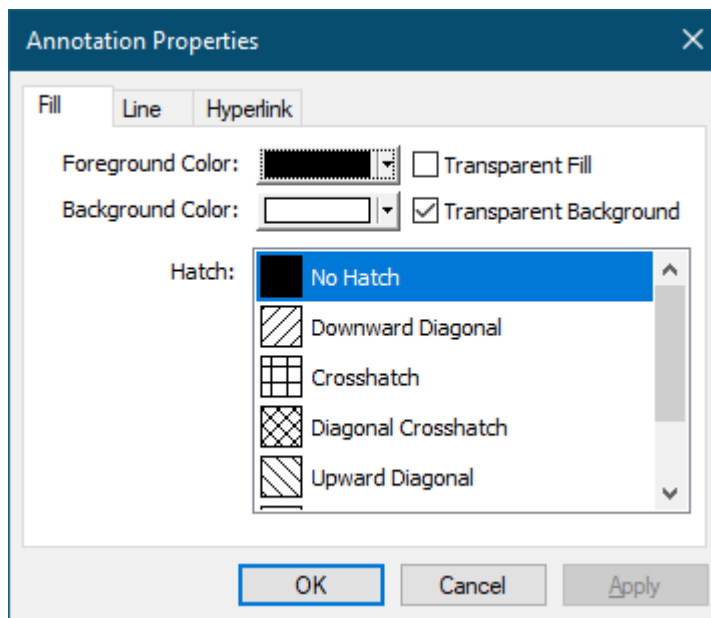 Annotation Properties
Fill Line Hyperlink
Foreground Color: Transparent Fill
Background Color: Transparent Background
Hatch: No Hatch
Downward Diagonal
Crosshatch
Diagonal Crosshatch
Upward Diagonal
OK Cancel Apply